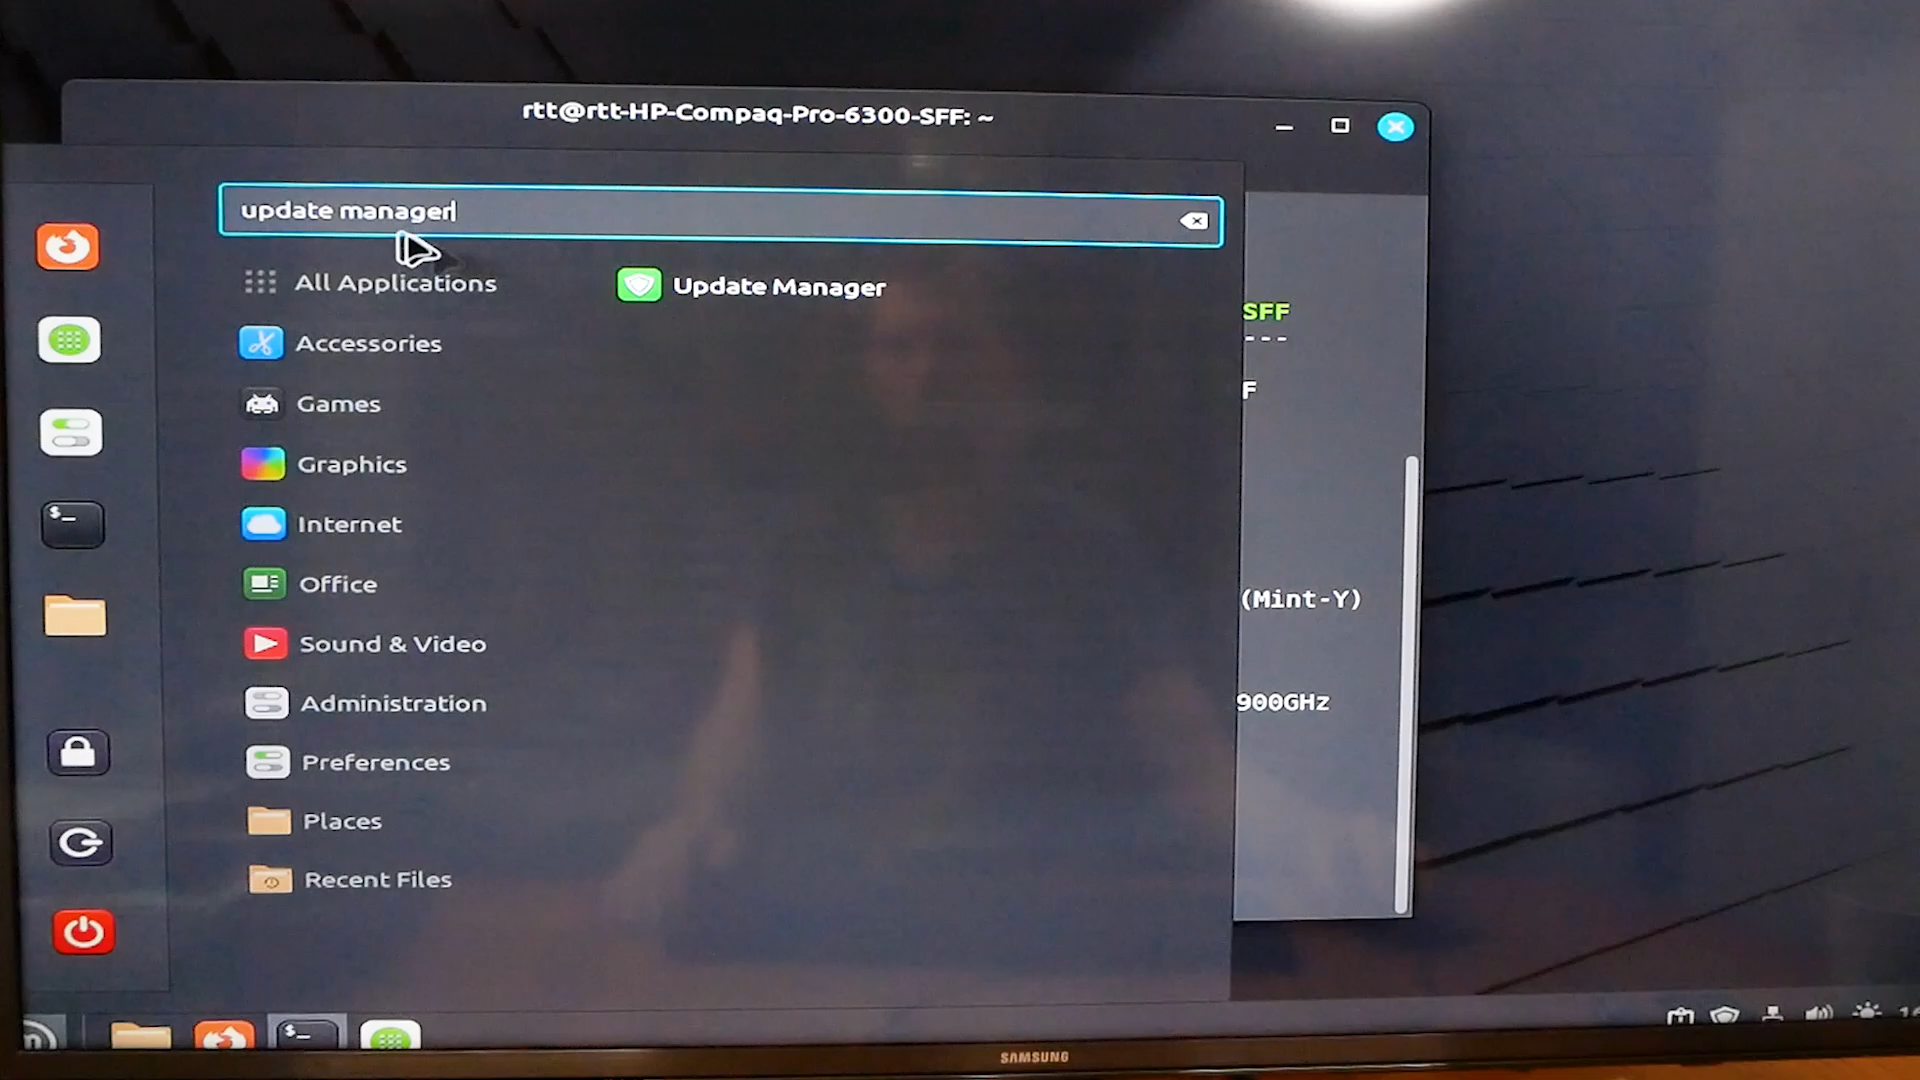 rtt@rtt-HP-Compaq-Pro-6300-SFF: ~
update manager
All Applications
Update Manager
Accessories
Games
Graphics
Internet
Office
Sound & Video
Administration
Preferences
Places
Recent Files
SFF
---
F
(Mint-Y)
900GHz
$_
$_
SAMSUNG